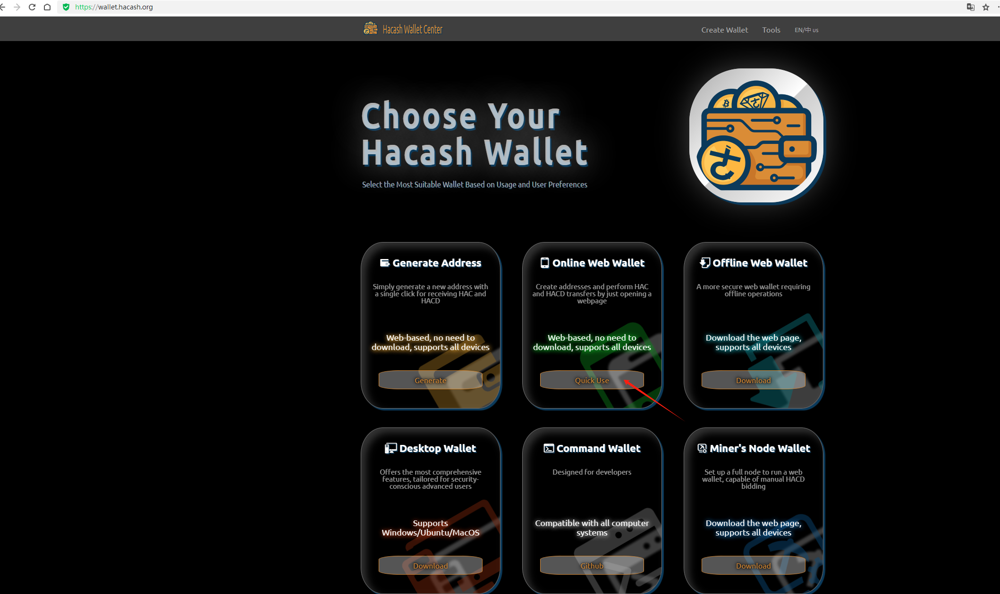 https://wallet.hacash.org
Hacash Wallet Center
Create Wallet
Tools
EN/中 us
Choose Your
Hacash Wallet
Select the Most Suitable Wallet Based on Usage and User Preferences
Generate Address
Simply generate a new address with
a single click for receiving HAC and
HACD
Web-based, no need to
download, supports all devices
Generate
Online Web Wallet
Create addresses and perform HAC
and HACD transfers by just opening a
webpage
Web-based, no need to
download, supports all devices
Quick Use
Offline Web Wallet
A more secure web wallet requiring
offline operations
Download the web page,
supports all devices
Download
Desktop Wallet
Offers the most comprehensive
features, tailored for security-
conscious advanced users
Supports
Windows/Ubuntu/MacOS
Download
Command Wallet
Designed for developers
Compatible with all computer
systems
Github
Miner's Node Wallet
Set up a full node to run a web
wallet, capable of manual HACD
bidding
Download the web page,
supports all devices
Download